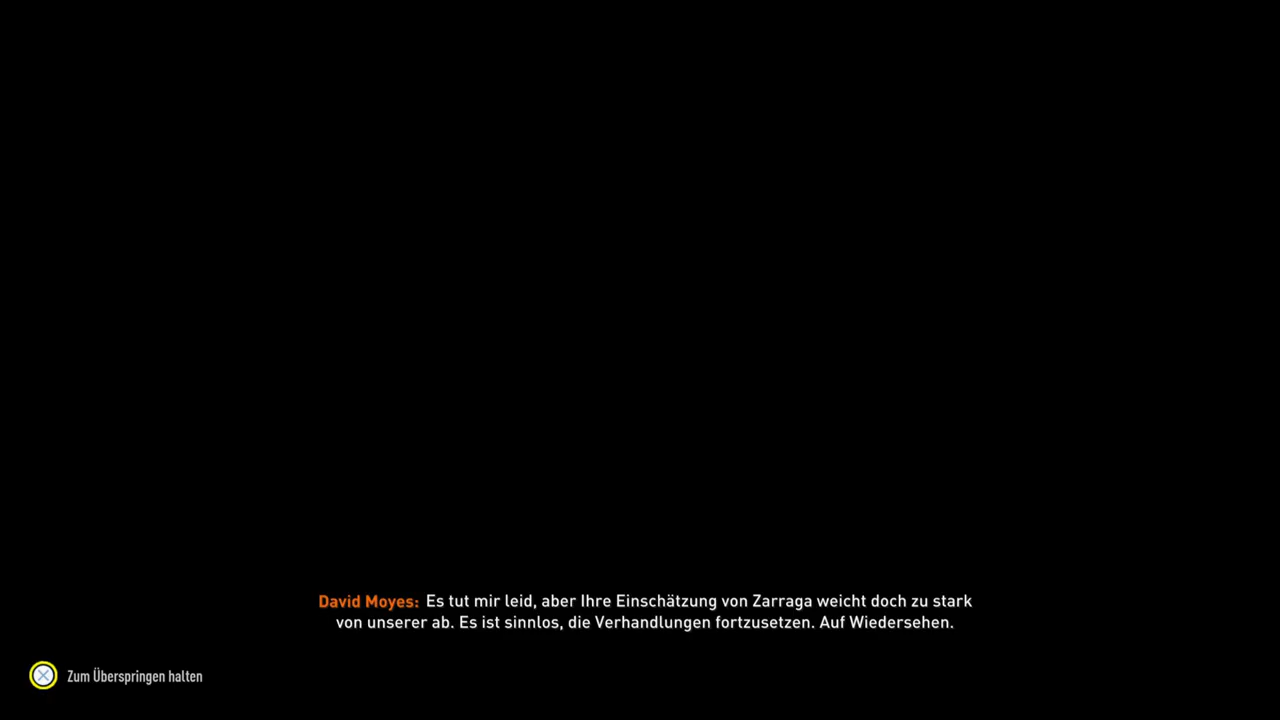 David Moyes: Es tut mir leid, aber Ihre Einschätzung von Zarraga weicht doch zu stark
von unserer ab. Es ist sinnlos, die Verhandlungen fortzusetzen. Auf Wiedersehen.
Zum Überspringen halten